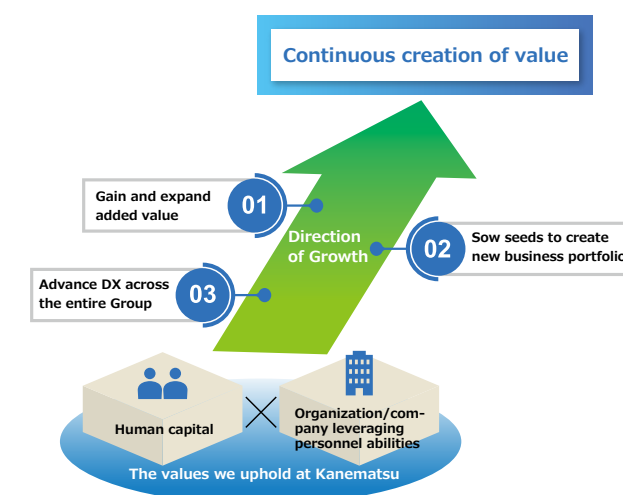 Continuous creation of value
Gain and expand
added value
01
Direction
of Growth
02
Sow seeds to create
new business portfolio
Advance DX across
the entire Group
03
Human capital
Organization/com-
pany leveraging
personnel abilities
The values we uphold at Kanematsu